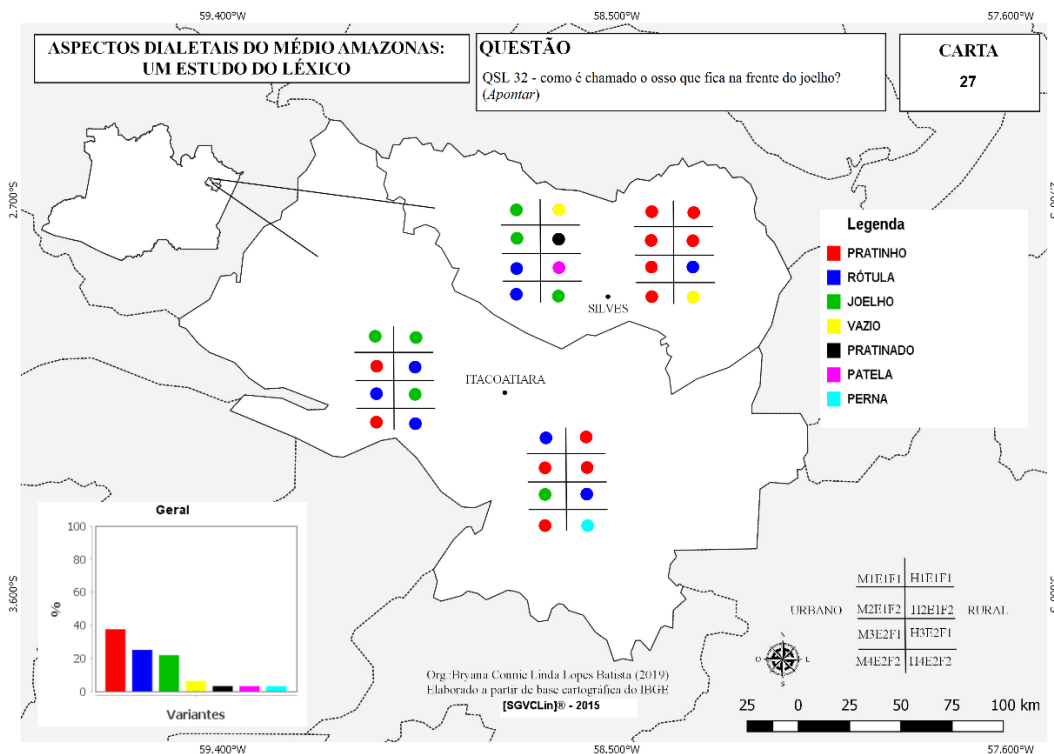 59.400°W
58.500°W
57.600°W
ASPECTOS DIALETAIS DO MÉDIO AMAZONAS:
UM ESTUDO DO LÉXICO
QUESTÃO
QSL 32 - como é chamado o osso que fica na frente do joelho?
(Apontar)
CARTA
27
2.700°S
Legenda
PRATINHO
RÓTULA
JOELHO
VAZIO
PRATINADO
PATELA
PERNA
SILVES
ITACOATIARA
Geral
100
80
60
40
20
0
%
Variantes
3.600°S
M1E1F1 H1E1F1
URBANO M2E1F2 H2E1F2 RURAL
M3E2F1 H3E2F1
M4E2F2 H4E2F2
N
O L
S
Org.:Bryana Connie Linda Lopes Batista (2019)
Elaborado a partir de base cartográfica do IBGE
[SGVCLin]® - 2015
25 0 25 50 75 100 km
59.400°W
58.500°W
57.600°W